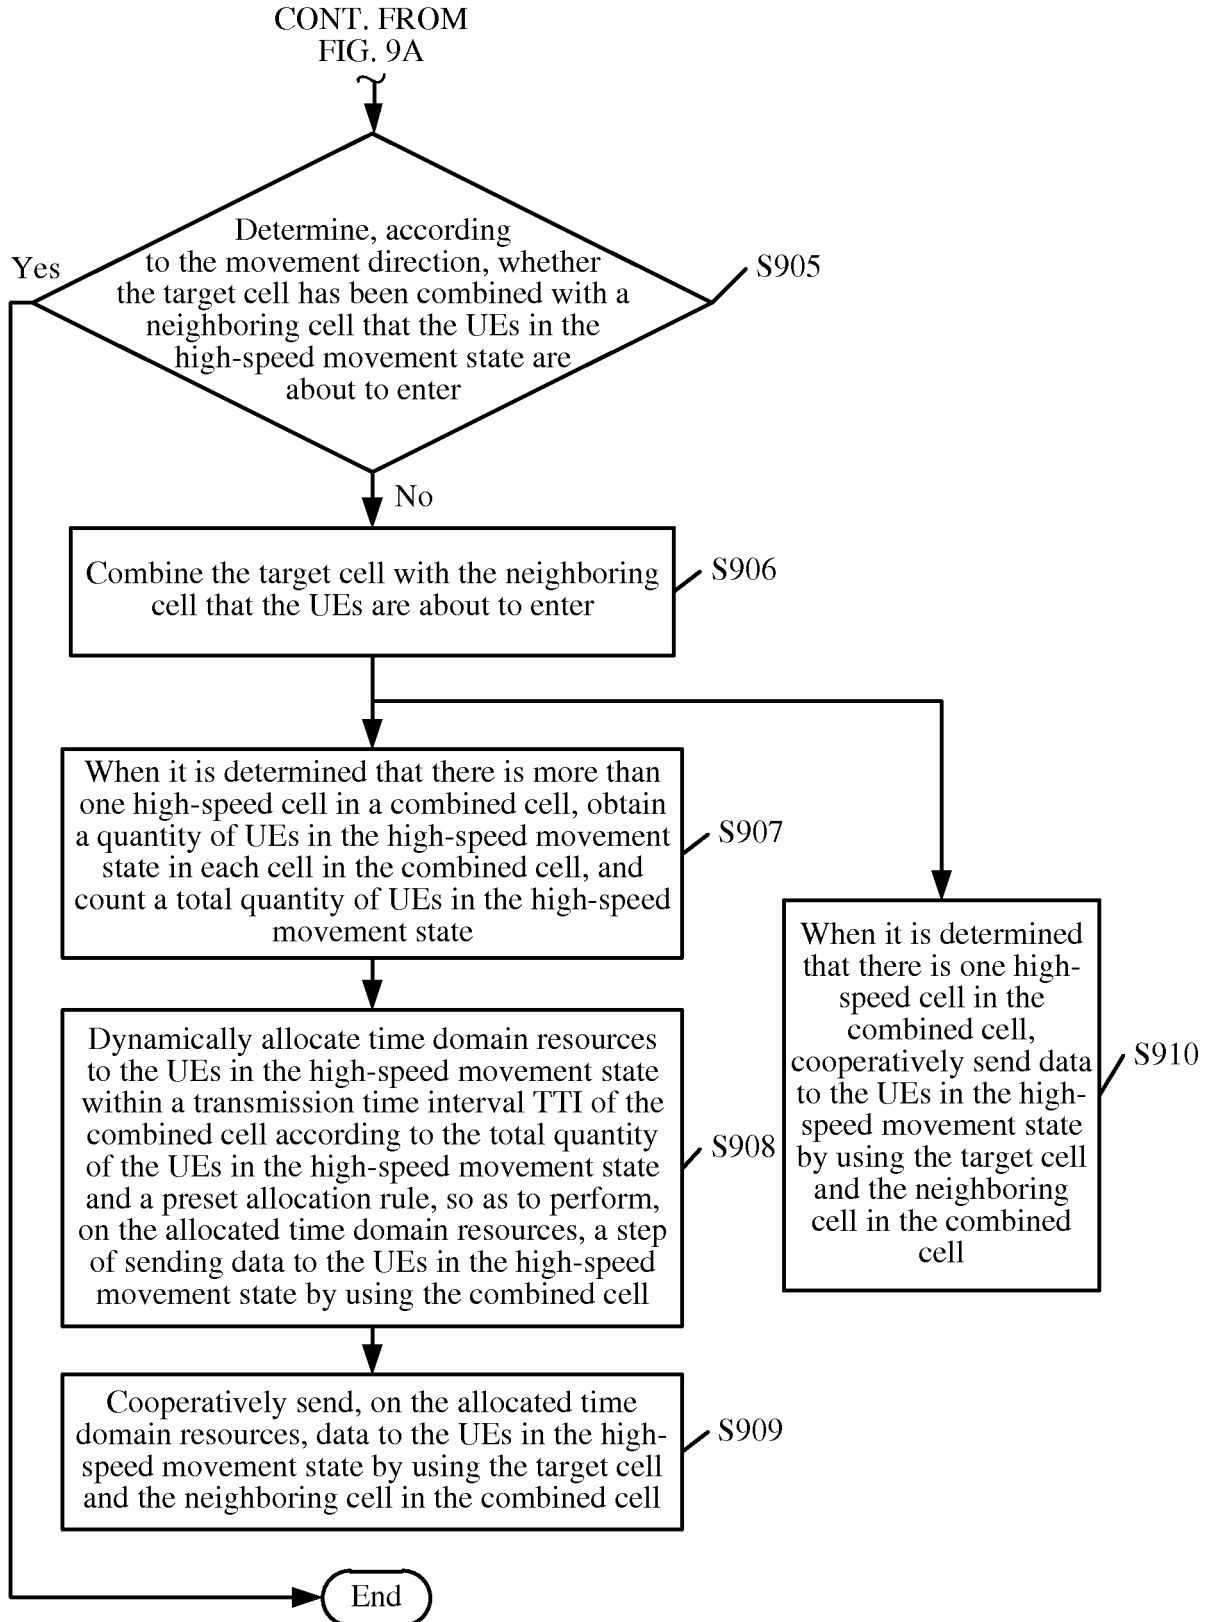 CONT. FROM
FIG. 9A
Determine, according
to the movement direction, whether
the target cell has been combined with a
neighboring cell that the UEs in the
high-speed movement state are
about to enter
Yes
S905
No
Combine the target cell with the neighboring
cell that the UEs are about to enter
S906
When it is determined that there is more than
one high-speed cell in a combined cell, obtain
a quantity of UEs in the high-speed movement
state in each cell in the combined cell, and
count a total quantity of UEs in the high-speed
movement state
S907
Dynamically allocate time domain resources
to the UEs in the high-speed movement state
within a transmission time interval TTI of the
combined cell according to the total quantity
of the UEs in the high-speed movement state
and a preset allocation rule, so as to perform,
on the allocated time domain resources, a step
of sending data to the UEs in the high-speed
movement state by using the combined cell
S908
Cooperatively send, on the allocated time
domain resources, data to the UEs in the high-
speed movement state by using the target cell
and the neighboring cell in the combined cell
S909
When it is determined
that there is one high-
speed cell in the
combined cell,
cooperatively send data
to the UEs in the high-
speed movement state
by using the target cell
and the neighboring
cell in the combined
cell
S910
End